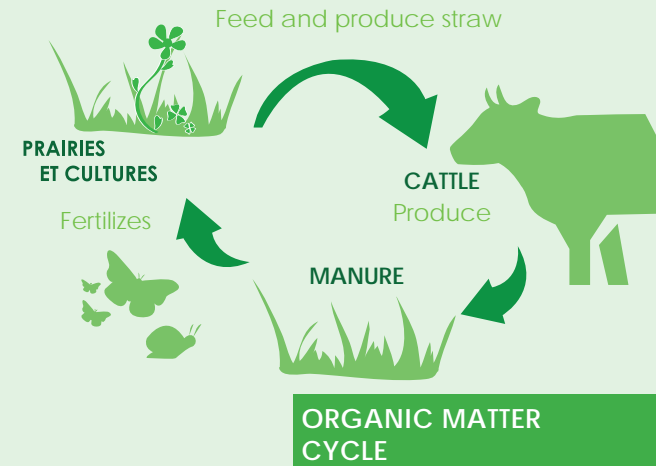 Feed and produce straw
PRAIRIES
ET CULTURES
CATTLE
Produce
Fertilizes
MANURE
ORGANIC MATTER
CYCLE